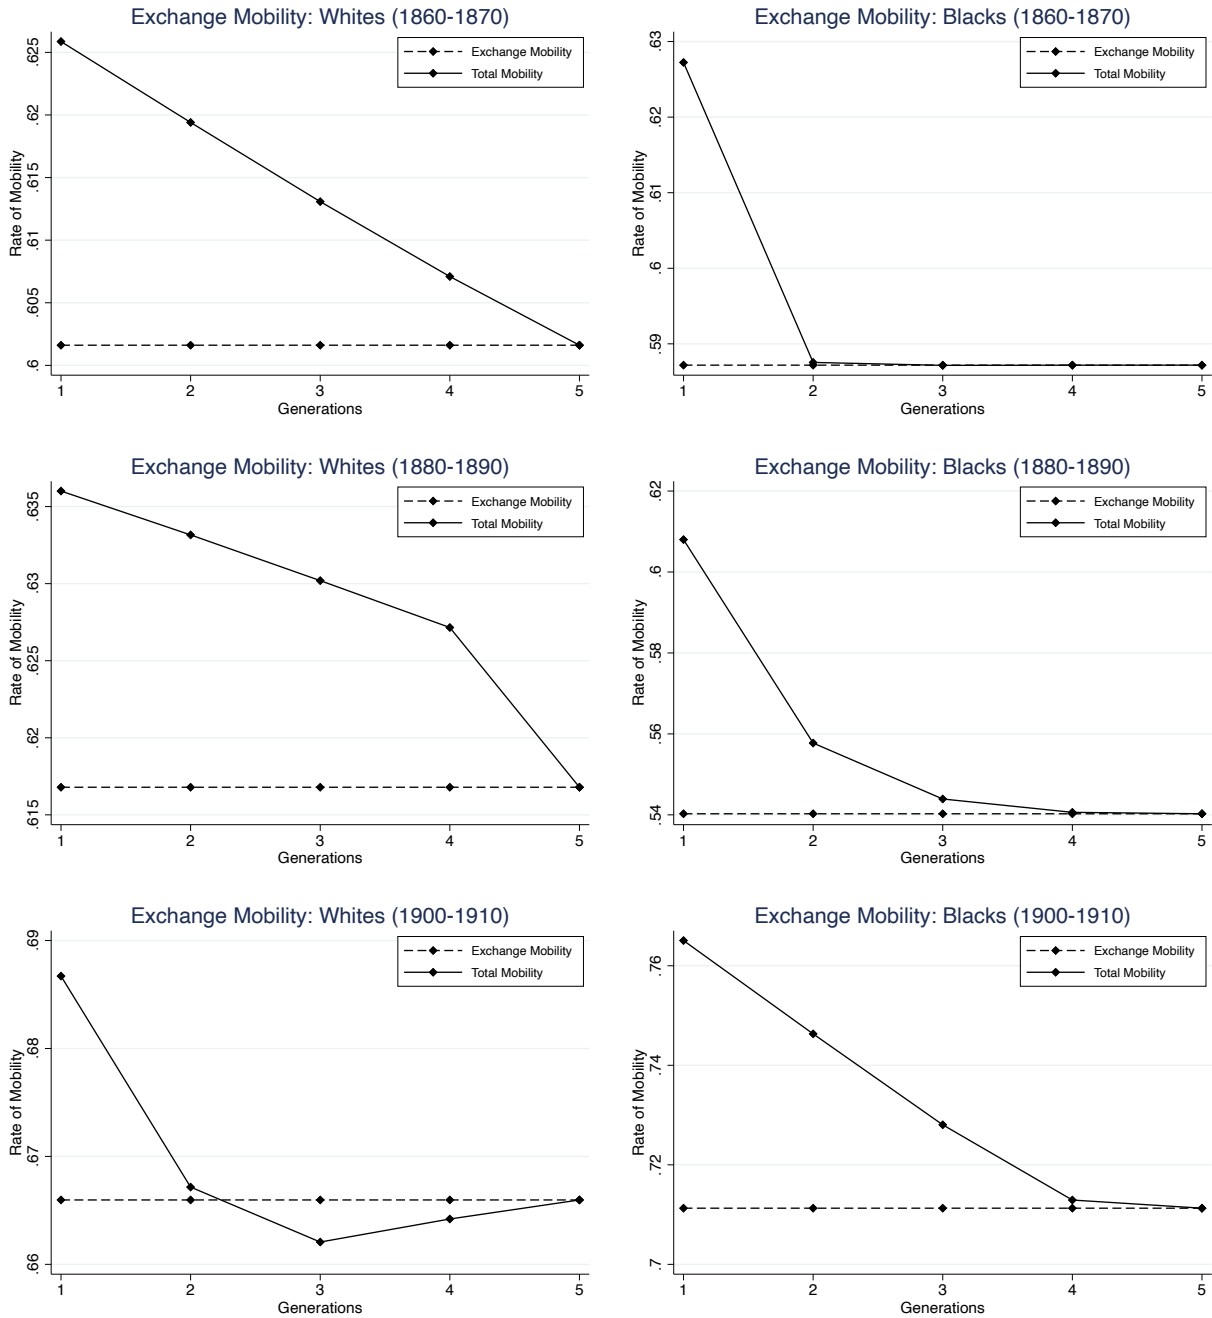 Exchange Mobility: Whites (1860-1870)
Exchange Mobility
Total Mobility
Rate of Mobility
.625
.62
.615
.61
.605
.6
1 2 3 4 5
Generations
Exchange Mobility: Blacks (1860-1870)
Exchange Mobility
Total Mobility
Rate of Mobility
.63
.62
.61
.6
.59
1 2 3 4 5
Generations
Exchange Mobility: Whites (1880-1890)
Exchange Mobility
Total Mobility
Rate of Mobility
.635
.63
.625
.62
.615
1 2 3 4 5
Generations
Exchange Mobility: Blacks (1880-1890)
Exchange Mobility
Total Mobility
Rate of Mobility
.62
.6
.58
.56
.54
1 2 3 4 5
Generations
Exchange Mobility: Whites (1900-1910)
Exchange Mobility
Total Mobility
Rate of Mobility
.69
.68
.67
.66
1 2 3 4 5
Generations
Exchange Mobility: Blacks (1900-1910)
Exchange Mobility
Total Mobility
Rate of Mobility
.76
.74
.72
.7
1 2 3 4 5
Generations